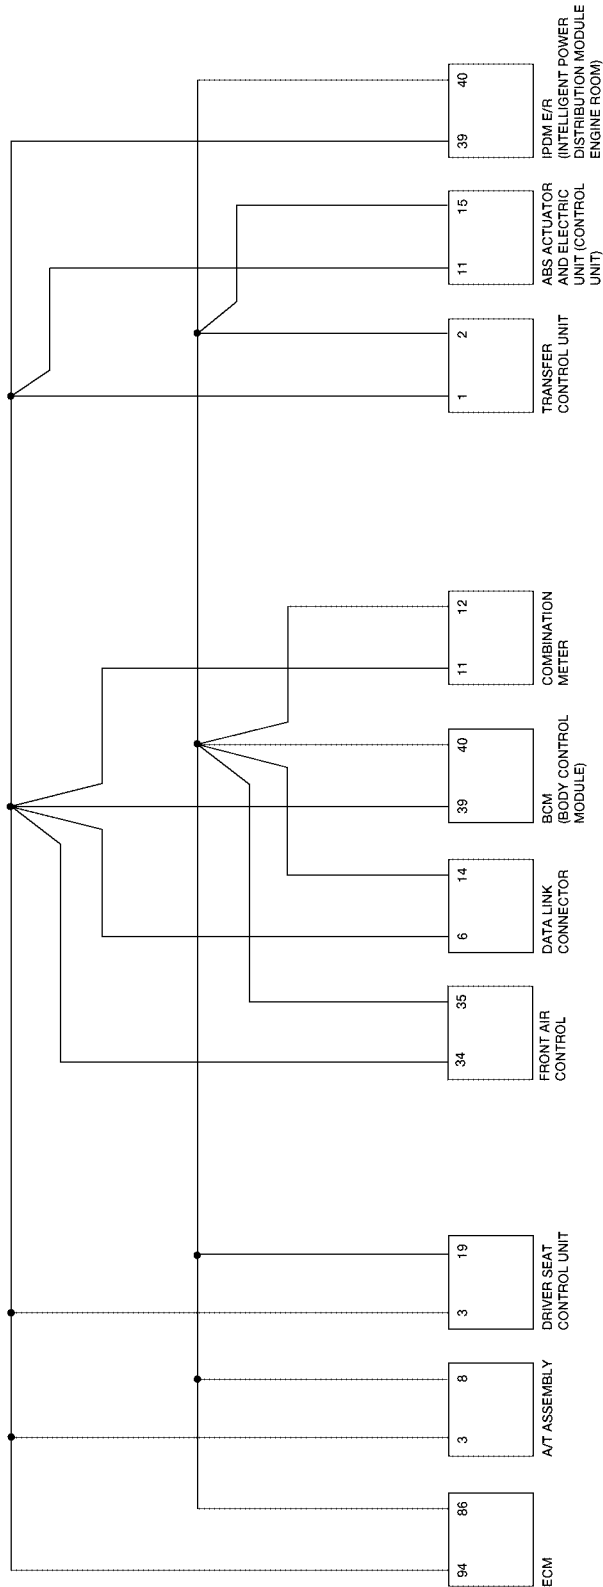 94
86
ECM
3
8
A/T ASSEMBLY
3
19
DRIVER SEAT
CONTROL UNIT
34
35
FRONT AIR
CONTROL
6
14
DATA LINK
CONNECTOR
39
40
BCM
(BODY CONTROL
MODULE)
11
12
COMBINATION
METER
1
2
TRANSFER
CONTROL UNIT
11
15
ABS ACTUATOR
AND ELECTRIC
UNIT (CONTROL
UNIT)
39
40
IPDM E/R
(INTELLIGENT POWER
DISTRIBUTION MODULE
ENGINE ROOM)